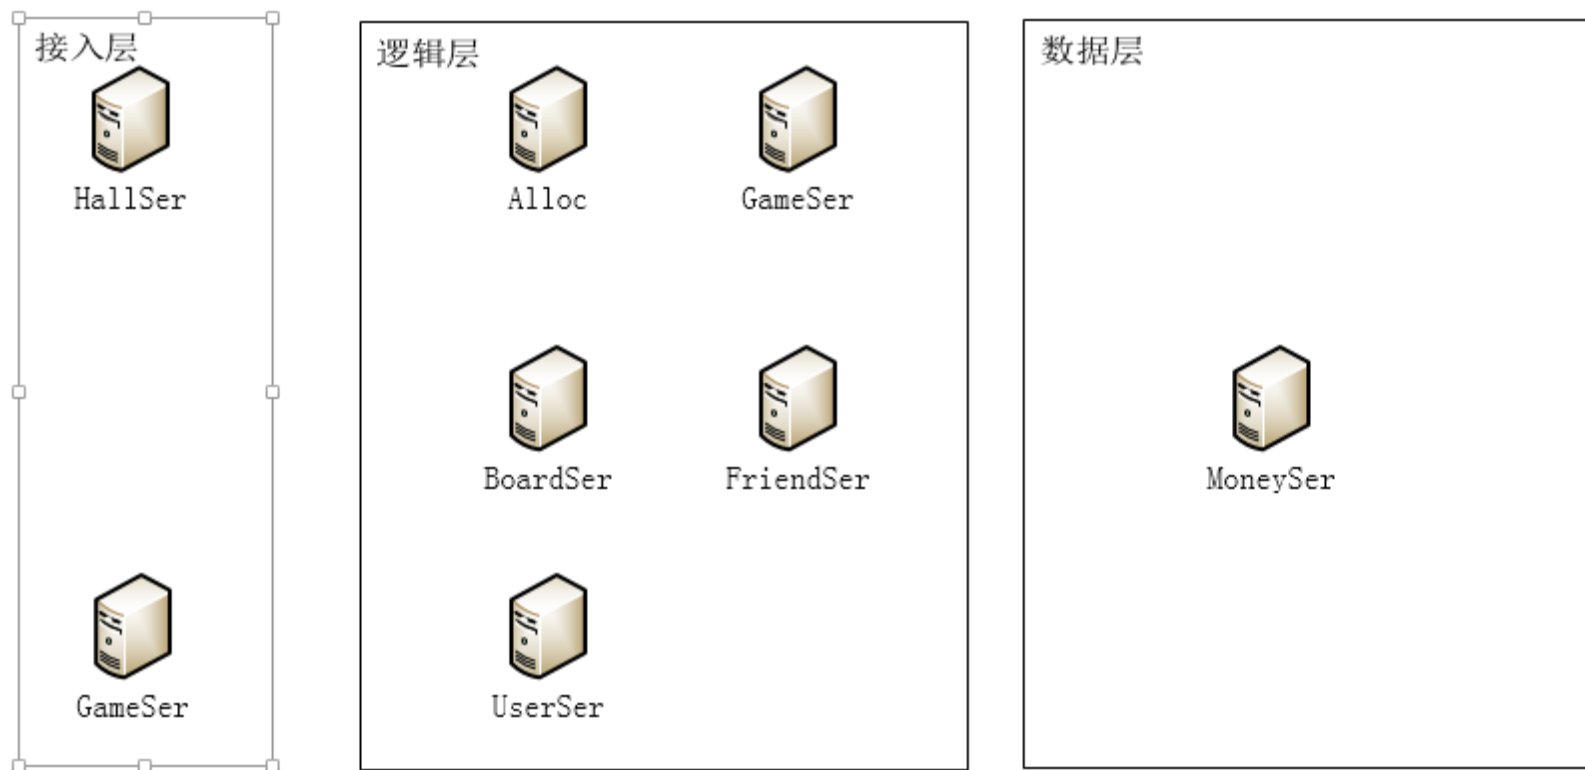 接入层
HallSer
GameSer
逻辑层
Alloc
GameSer
BoardSer
FriendSer
UserSer
数据层
MoneySer